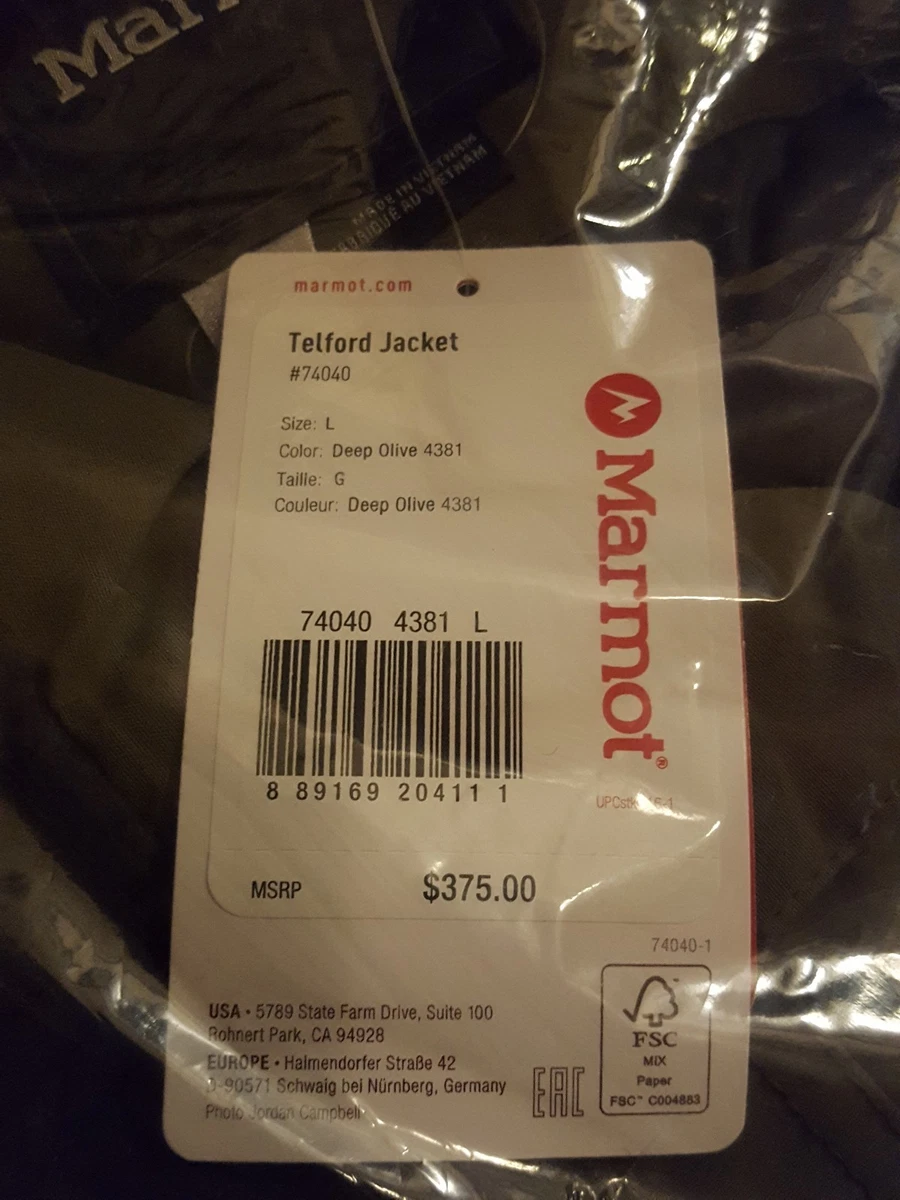 MADE IN VIETNAM
AU VIETNAM
marmot.com
Telford Jacket
#74040
Size: L
Color: Deep Olive 4381
Taille: G
Couleur: Deep Olive 4381
Marmot®
74040 4381 L
8 89169 20411 1
MSRP $375.00
74040-1
USA • 5789 State Farm Drive, Suite 100
Rohnert Park, CA 94928
EUROPE • Haimendorfer Straße 42
D-90571 Schwaig bei Nürnberg, Germany
Photo Jordan Campbell
EAC
FSC
MIX
Paper
FSC™ C004883